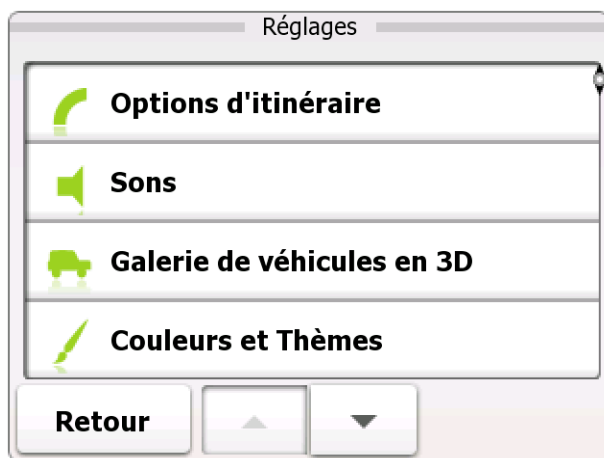 Réglages
Options d'itinéraire
Sons
Galerie de véhicules en 3D
Couleurs et Thèmes
Retour